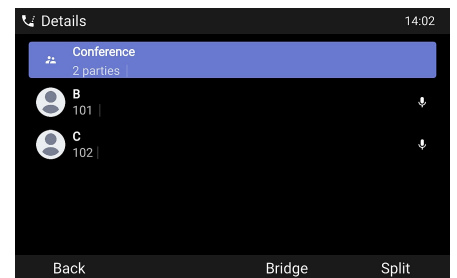 Details 14:02
Conference
2 parties
B
101
C
102
Back Bridge Split